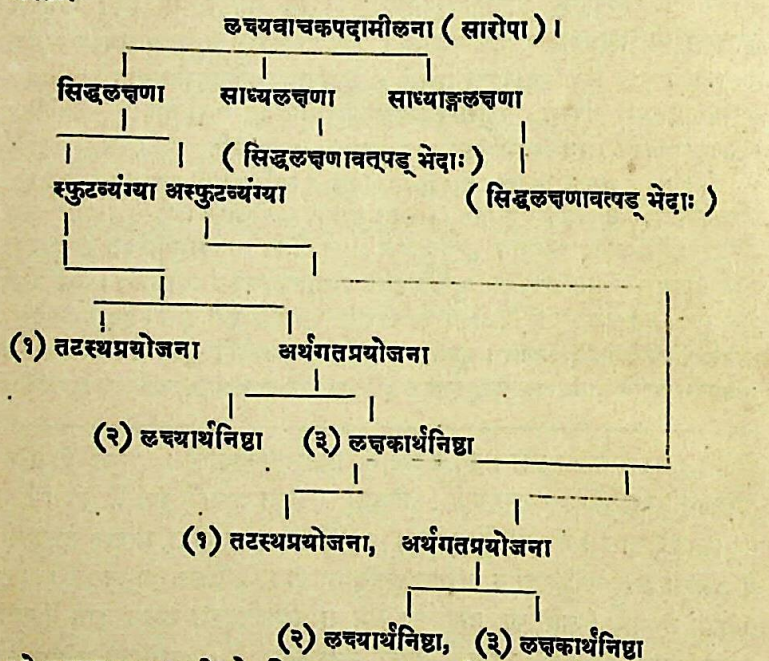 लक्ष्यवाचकपदामीलना ( सारोपा ) ।
सिद्धलक्षणा साध्यलक्षणा साध्याङ्गलक्षणा
( सिद्धलक्षणावत्पड् भेदाः )
स्फुटव्यंग्या अस्फुटव्यंग्या ( सिद्धलक्षणावत्पड् भेदाः )
(१) तटस्थप्रयोजना अर्थगतप्रयोजना
(२) लक्ष्यार्थनिष्ठा (३) लक्षकार्थनिष्ठा
(१) तटस्थप्रयोजना, अर्थगतप्रयोजना
(२) लक्ष्यार्थनिष्ठा, (३) लक्षकार्थनिष्ठा